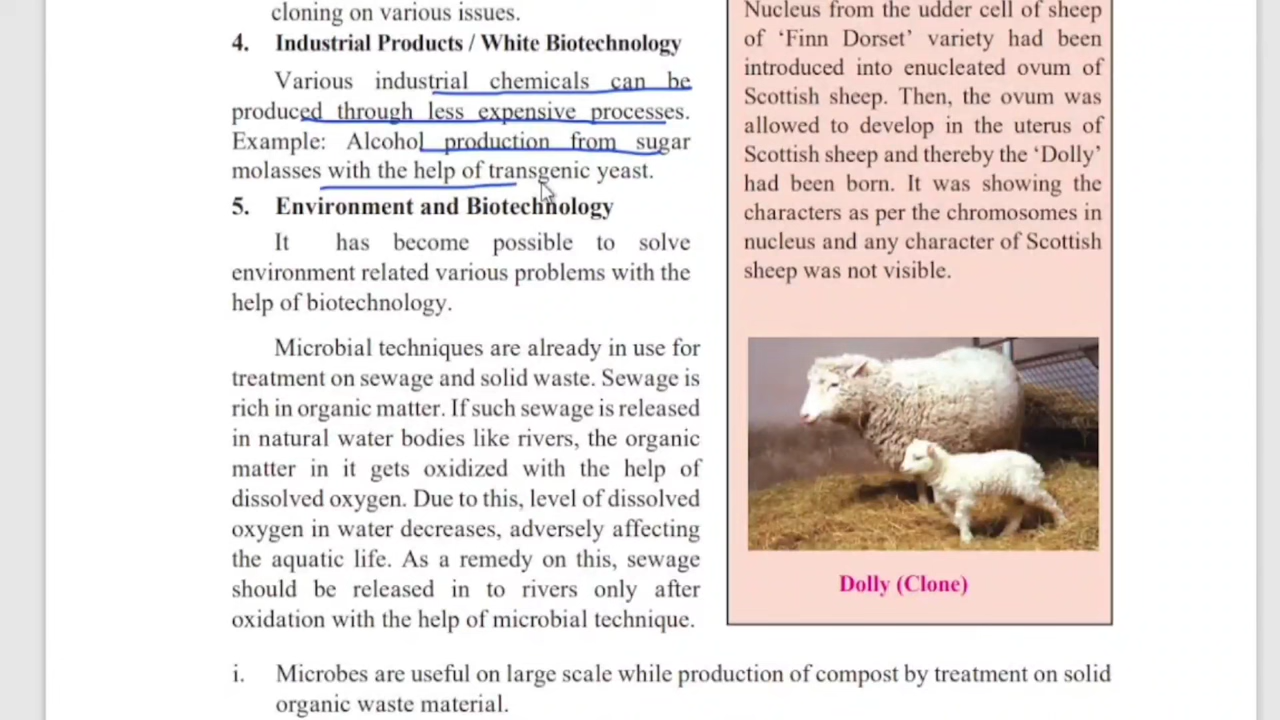 cloning on various issues.
4. Industrial Products / White Biotechnology
Various industrial chemicals can be
produced through less expensive processes.
Example: Alcohol production from sugar
molasses with the help of transgenic yeast.
5. Environment and Biotechnology
It has become possible to solve
environment related various problems with the
help of biotechnology.
Microbial techniques are already in use for
treatment on sewage and solid waste. Sewage is
rich in organic matter. If such sewage is released
in natural water bodies like rivers, the organic
matter in it gets oxidized with the help of
dissolved oxygen. Due to this, level of dissolved
oxygen in water decreases, adversely affecting
the aquatic life. As a remedy on this, sewage
should be released in to rivers only after
oxidation with the help of microbial technique.
Nucleus from the udder cell of sheep
of ‘Finn Dorset’ variety had been
introduced into enucleated ovum of
Scottish sheep. Then, the ovum was
allowed to develop in the uterus of
Scottish sheep and thereby the ‘Dolly’
had been born. It was showing the
characters as per the chromosomes in
nucleus and any character of Scottish
sheep was not visible.
Dolly (Clone)
i. Microbes are useful on large scale while production of compost by treatment on solid
organic waste material.